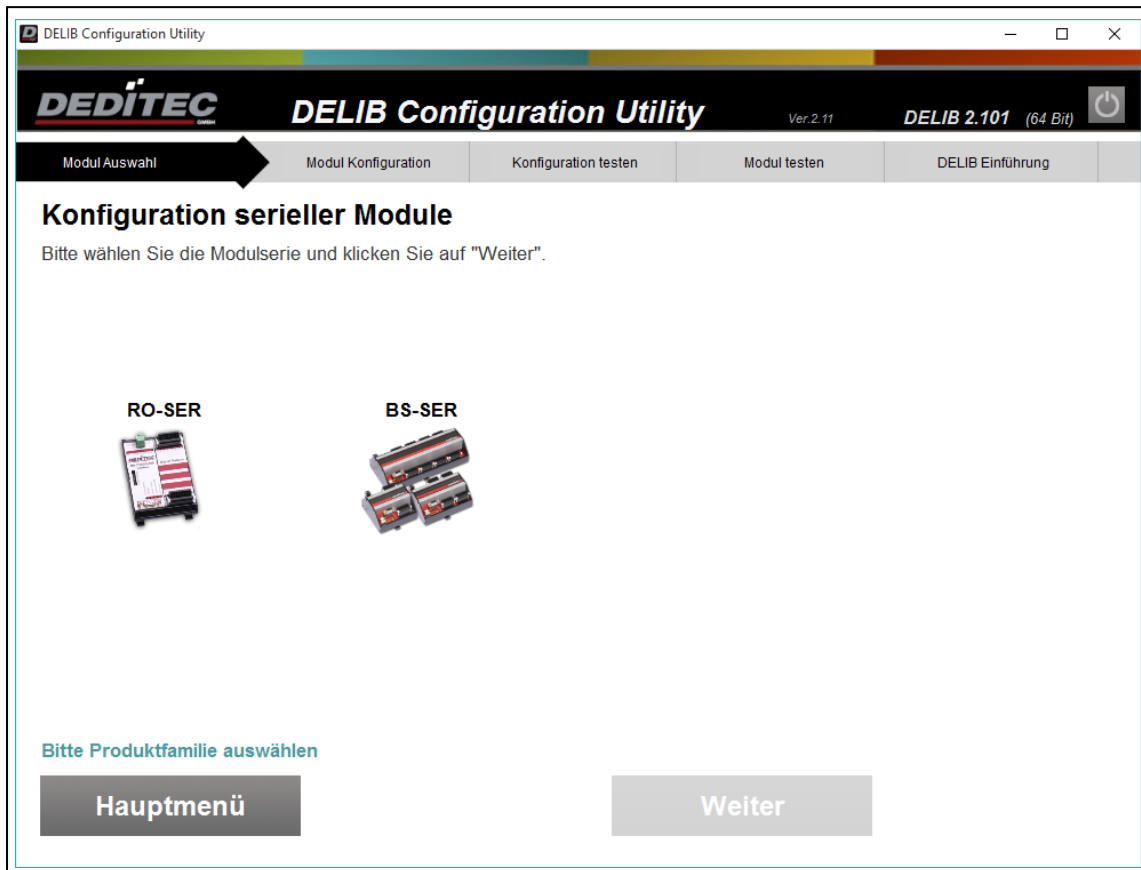 DELIB Configuration Utility
DEDITEC
GMBH
DELIB Configuration Utility
Ver.2.11
DELIB 2.101 (64 Bit)
Modul Auswahl
Modul Konfiguration
Konfiguration testen
Modul testen
DELIB Einführung
Konfiguration serieller Module
Bitte wählen Sie die Modulserie und klicken Sie auf "Weiter".
RO-SER
BS-SER
Bitte Produktfamilie auswählen
Hauptmenü
Weiter